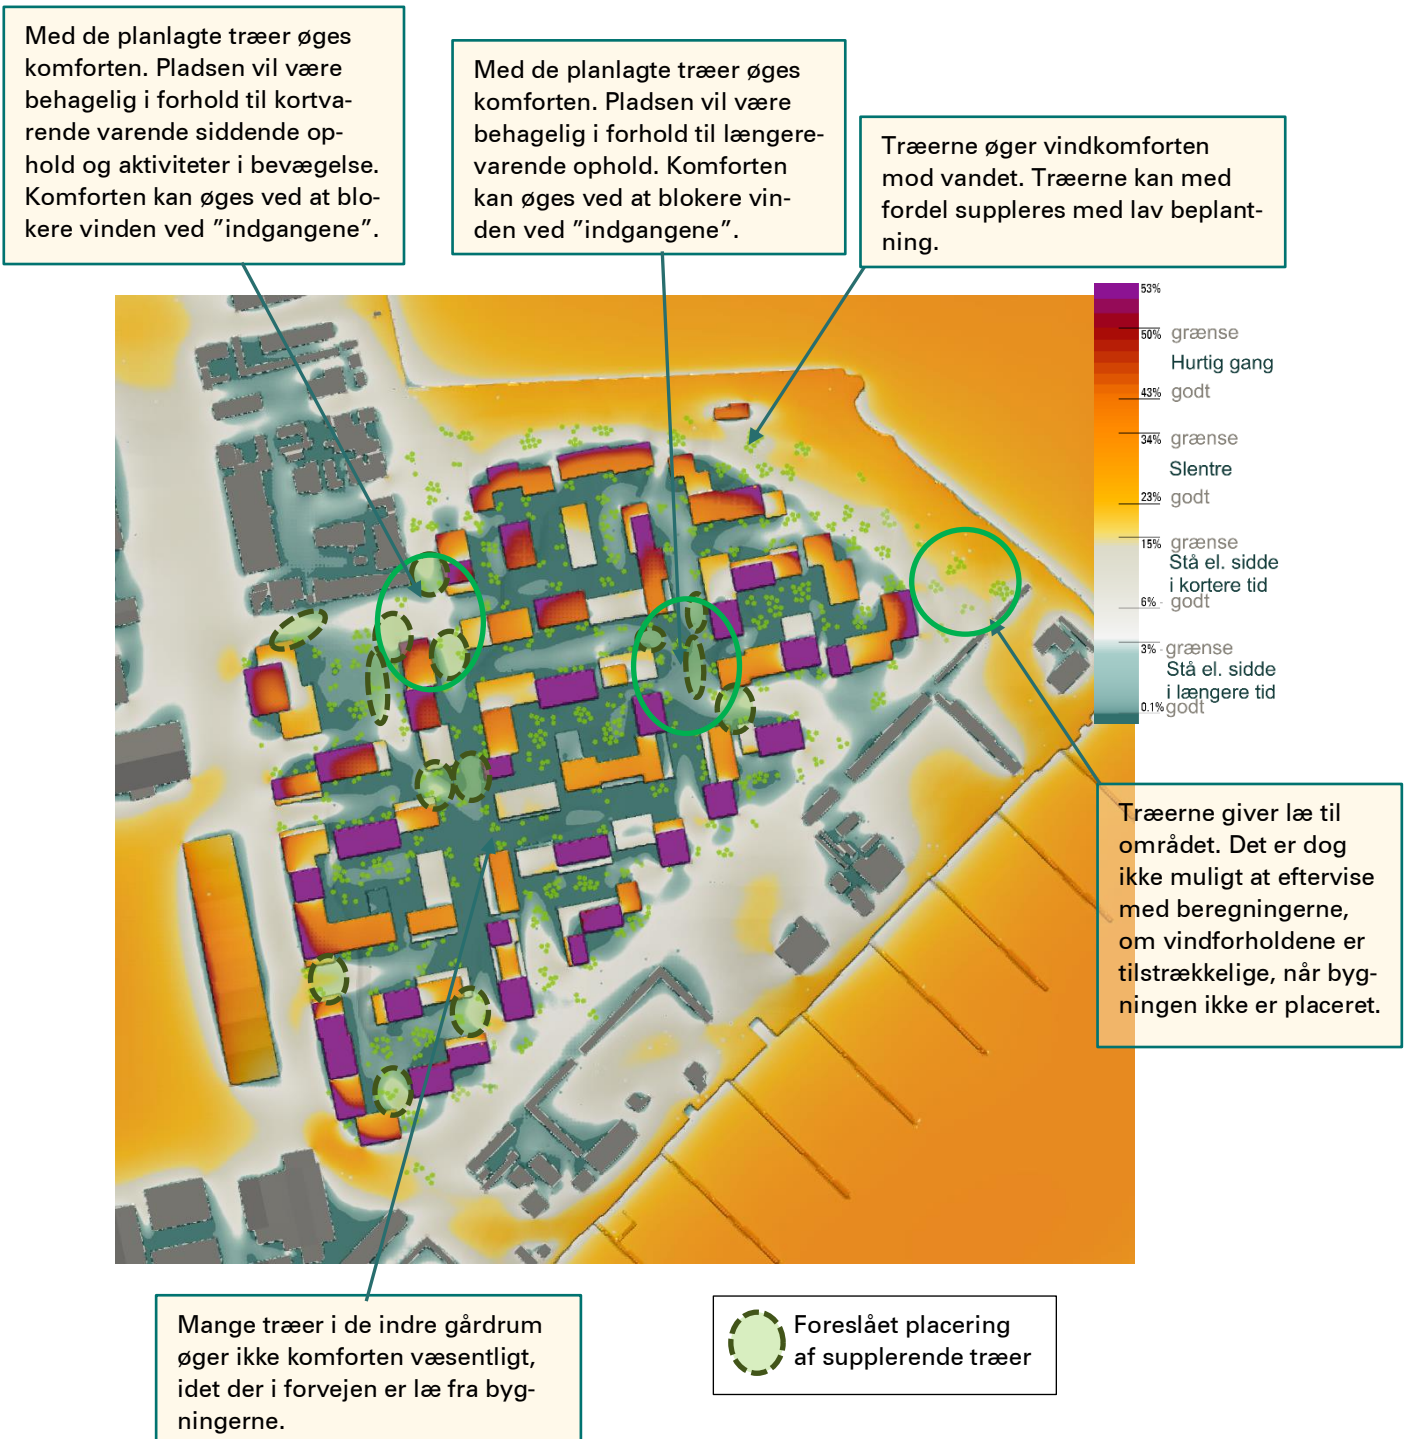 Med de planlagte træer øges
komforten. Pladsen vil være
behagelig i forhold til kortva-
rende varende siddende op-
hold og aktiviteter i bevægelse.
Komforten kan øges ved at blo-
kere vinden ved ”indgangene”.
Med de planlagte træer øges
komforten. Pladsen vil være
behagelig i forhold til længere-
varende ophold. Komforten
kan øges ved at blokere vin-
den ved ”indgangene”.
Træerne øger vindkomforten
mod vandet. Træerne kan med
fordel suppleres med lav beplant-
ning.
53%
50% grænse
Hurtig gang
43% godt
34% grænse
Slentre
23% godt
15% grænse
Stå el. sidde
i kortere tid
6% godt
3% grænse
Stå el. sidde
i længere tid
0.1% godt
Træerne giver læ til
området. Det er dog
ikke muligt at eftervise
med beregningerne,
om vindforholdene er
tilstrækkelige, når byg-
ningen ikke er placeret.
Mange træer i de indre gårdrum
øger ikke komforten væsentligt,
idet der i forvejen er læ fra byg-
ningerne.
Foreslået placering
af supplerende træer